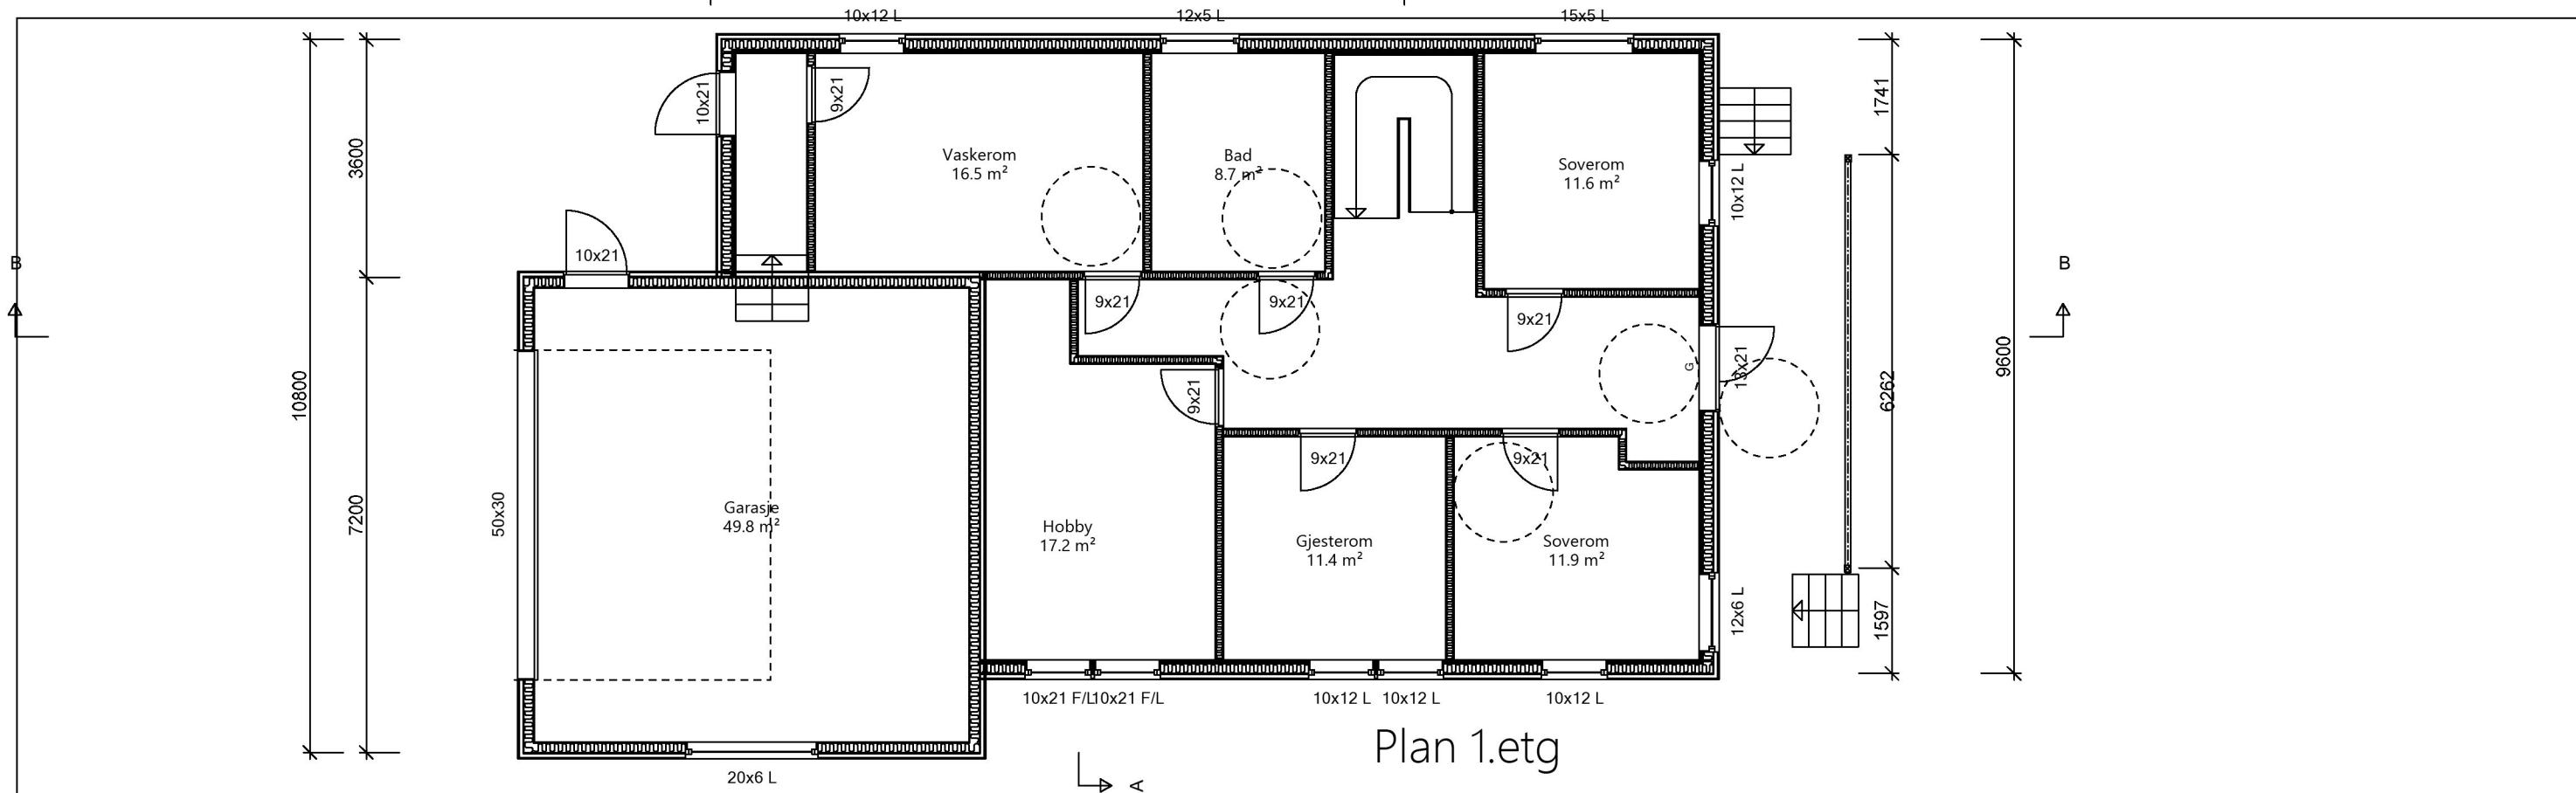 10x12 L
12x5 L
15x5 L
10x21
9x21
Vaskerom
16.5 m²
Bad
8.7 m²
Soverom
11.6 m²
10x12 L
1741
3600
10x21
B
B
9x21
9x21
9x21
9x21
13x21
G
10800
9600
6262
7200
50x30
Garasje
49.8 m²
Hobby
17.2 m²
9x21
Gjesterom
11.4 m²
9x21
Soverom
11.9 m²
12x6 L
1597
10x21 F/L
10x21 F/L
10x12 L
10x12 L
10x12 L
Plan 1.etg
20x6 L
A